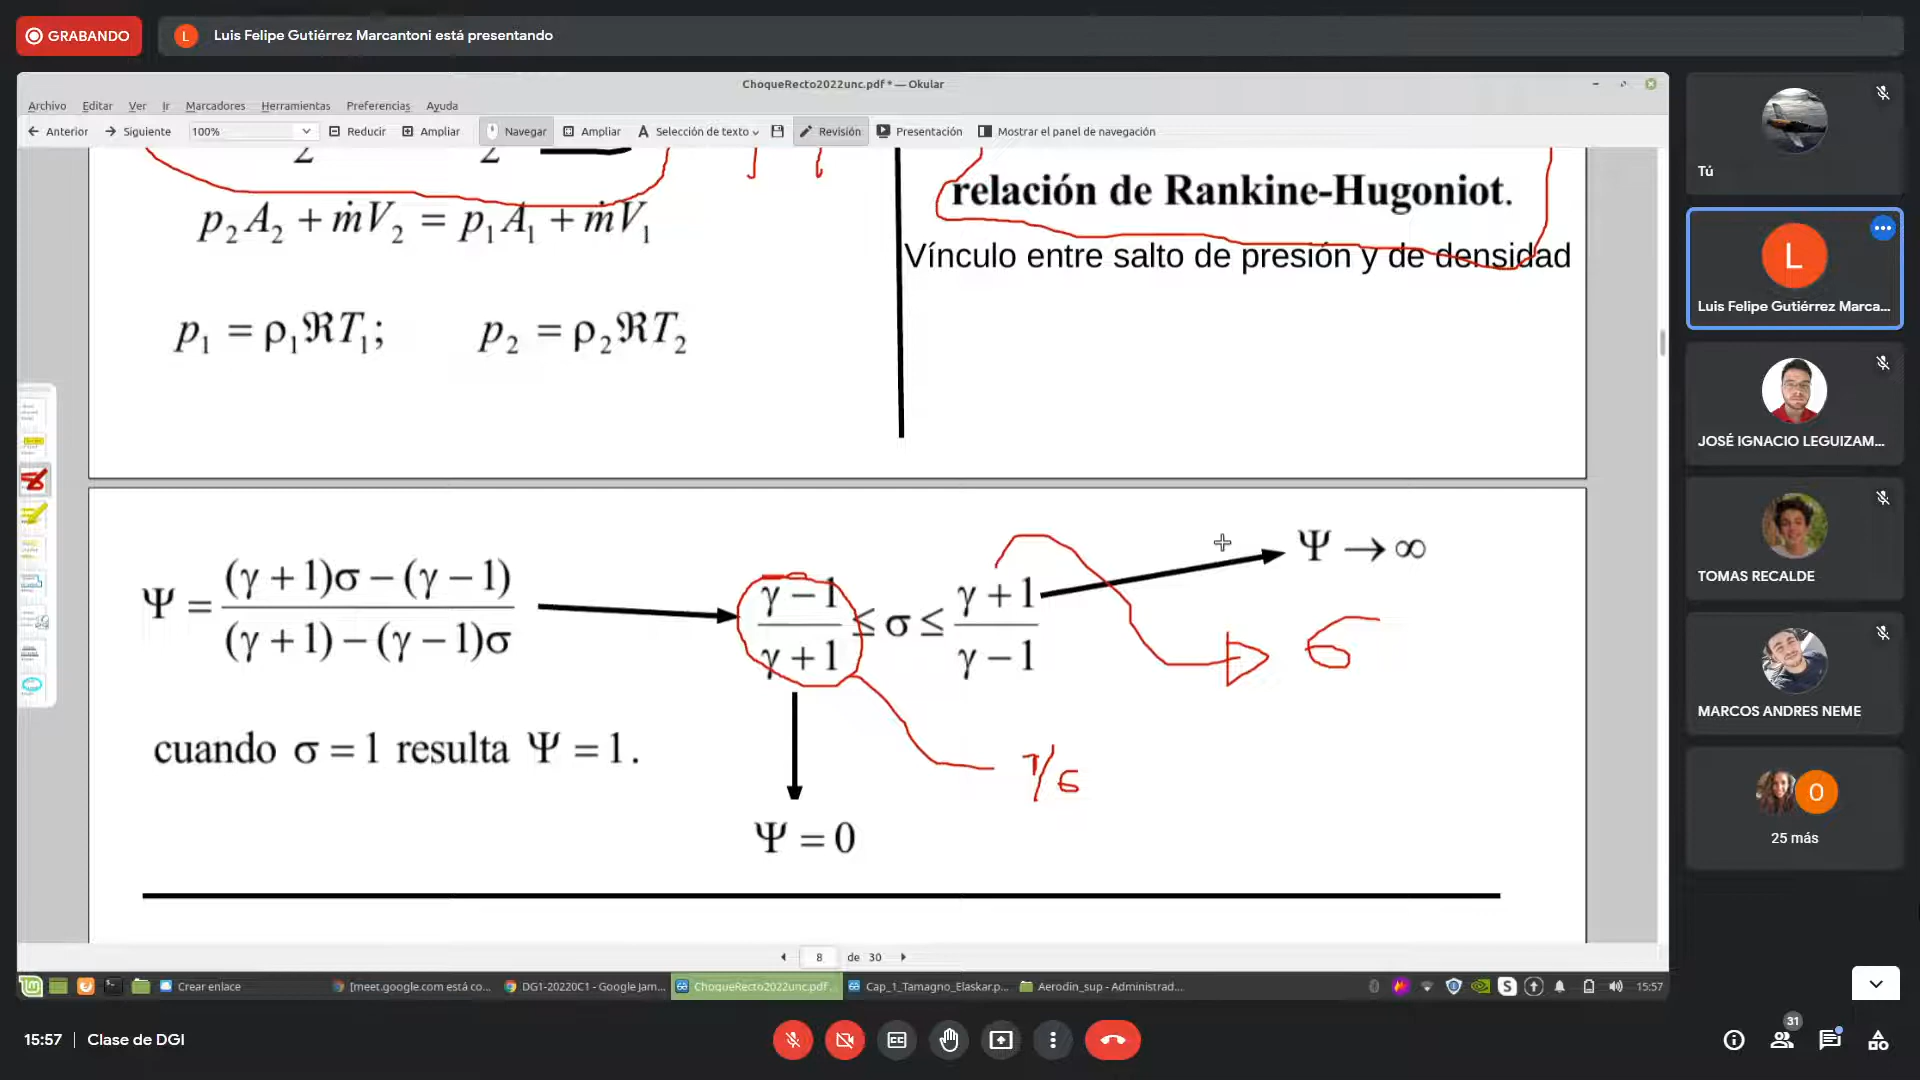 GRABANDO
L
Luis Felipe Gutiérrez Marcantoni está presentando
ChoqueRecto2022unc.pdf * — Okular
Archivo Editar Ver Ir Marcadores Herramientas Preferencias Ayuda
Anterior Siguiente 100% Reducir Ampliar Navegar Ampliar Selección de texto Revisión Presentación Mostrar el panel de navegación
2 2
p₂A₂ + ṁV₂ = p₁A₁ + ṁV₁
p₁ = ρ₁ℜT₁; p₂ = ρ₂ℜT₂
relación de Rankine-Hugoniot.
Vínculo entre salto de presión y de densidad
Ψ = (γ + 1)σ − (γ − 1) / (γ + 1) − (γ − 1)σ
γ − 1 / γ + 1 ≤ σ ≤ γ + 1 / γ − 1
Ψ → ∞
6
cuando σ = 1 resulta Ψ = 1.
1/6
Ψ = 0
8 de 30
Crear enlace
[meet.google.com está co...
DG1-20220C1 - Google Jam...
ChoqueRecto2022unc.pdf...
Cap_1_Tamagno_Elaskar.p...
Aerodin_sup - Administrad...
S
15:57
Tú
L
Luis Felipe Gutiérrez Marca...
JOSÉ IGNACIO LEGUIZAM...
TOMAS RECALDE
MARCOS ANDRES NEME
O
25 más
15:57 | Clase de DGI
31